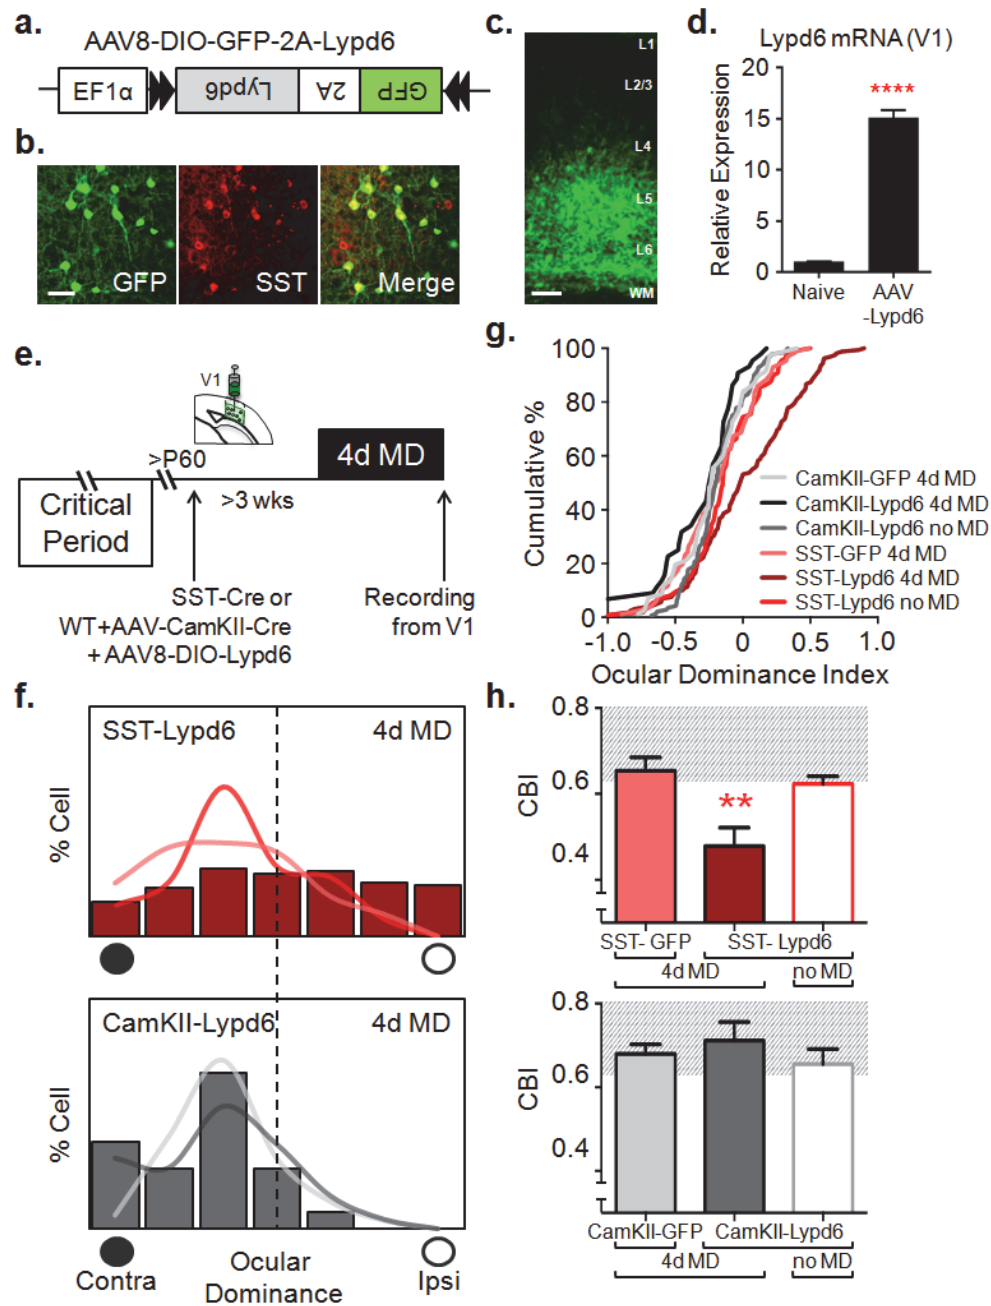 a.
AAV8-DIO-GFP-2A-Lypd6
EF1α
Lypd6
2A
GFP
b.
GFP
SST
Merge
c.
L1
L2/3
L4
L5
L6
WM
d.
Lypd6 mRNA (V1)
Relative Expression
20
15
10
5
0
****
Naive
AAV
-Lypd6
e.
V1
>P60
4d MD
Critical
Period
>3 wks
SST-Cre or
WT+AAV-CamKII-Cre
+ AAV8-DIO-Lypd6
Recording
from V1
g.
Cumulative %
100
80
60
40
20
0
CamKII-GFP 4d MD
CamKII-Lypd6 4d MD
CamKII-Lypd6 no MD
SST-GFP 4d MD
SST-Lypd6 4d MD
SST-Lypd6 no MD
-1.0 -0.5 0 0.5 1.0
Ocular Dominance Index
f.
SST-Lypd6 4d MD
% Cell
CamKII-Lypd6 4d MD
% Cell
Contra
Ocular
Dominance
Ipsi
h.
CBI
0.8
0.6
0.4
**
SST- GFP SST- Lypd6
4d MD no MD
CBI
0.8
0.6
0.4
CamKII-GFP CamKII-Lypd6
4d MD no MD